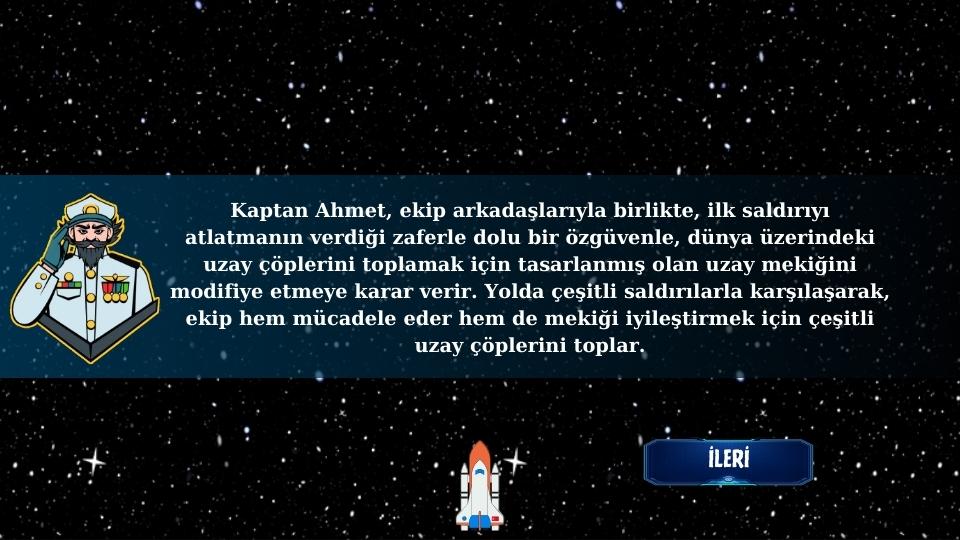 Kaptan Ahmet, ekip arkadaşlarıyla birlikte, ilk saldırıyı
atlatmanın verdiği zaferle dolu bir özgüvenle, dünya üzerindeki
uzay çöplerini toplamak için tasarlanmış olan uzay mekiğini
modifiye etmeye karar verir. Yolda çeşitli saldırılarla karşılaşarak,
ekip hem mücadele eder hem de mekiği iyileştirmek için çeşitli
uzay çöplerini toplar.
İLERİ